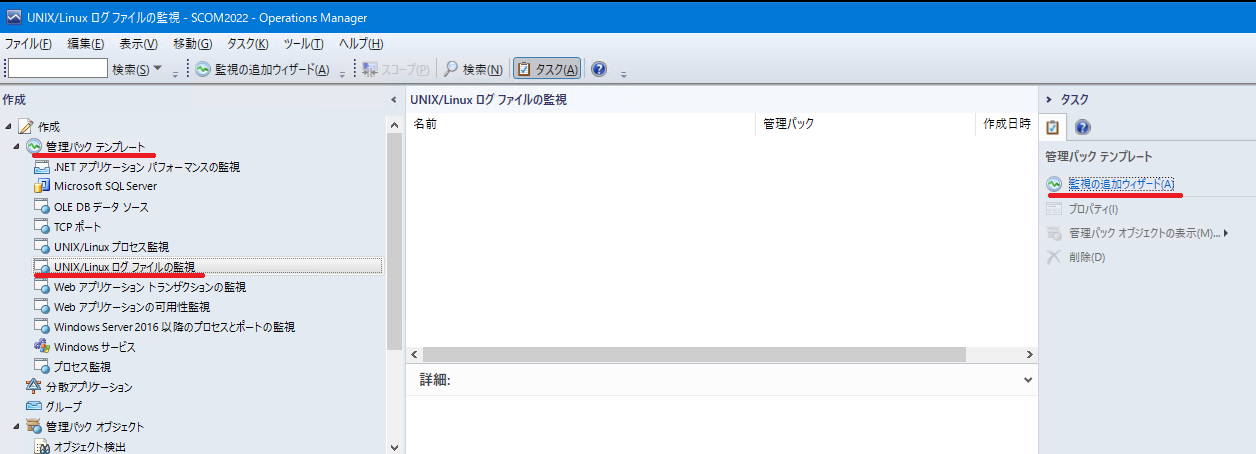 UNIX/Linux ログ ファイルの監視 - SCOM2022 - Operations Manager
ファイル(F) 編集(E) 表示(V) 移動(G) タスク(K) ツール(T) ヘルプ(H)
検索(S) 監視の追加ウィザード(A) スコープ(P) 検索(N) タスク(A)
作成
作成
管理パック テンプレート
.NET アプリケーション パフォーマンスの監視
Microsoft SQL Server
OLE DB データ ソース
TCP ポート
UNIX/Linux プロセス監視
UNIX/Linux ログ ファイルの監視
Web アプリケーション トランザクションの監視
Web アプリケーションの可用性監視
Windows Server 2016 以降のプロセスとポートの監視
Windows サービス
プロセス監視
分散アプリケーション
グループ
管理パック オブジェクト
オブジェクト検出
UNIX/Linux ログ ファイルの監視
名前 管理パック 作成日時
詳細:
タスク
管理パック テンプレート
監視の追加ウィザード(A)
プロパティ(I)
管理パック オブジェクトの表示(M)...
削除(D)